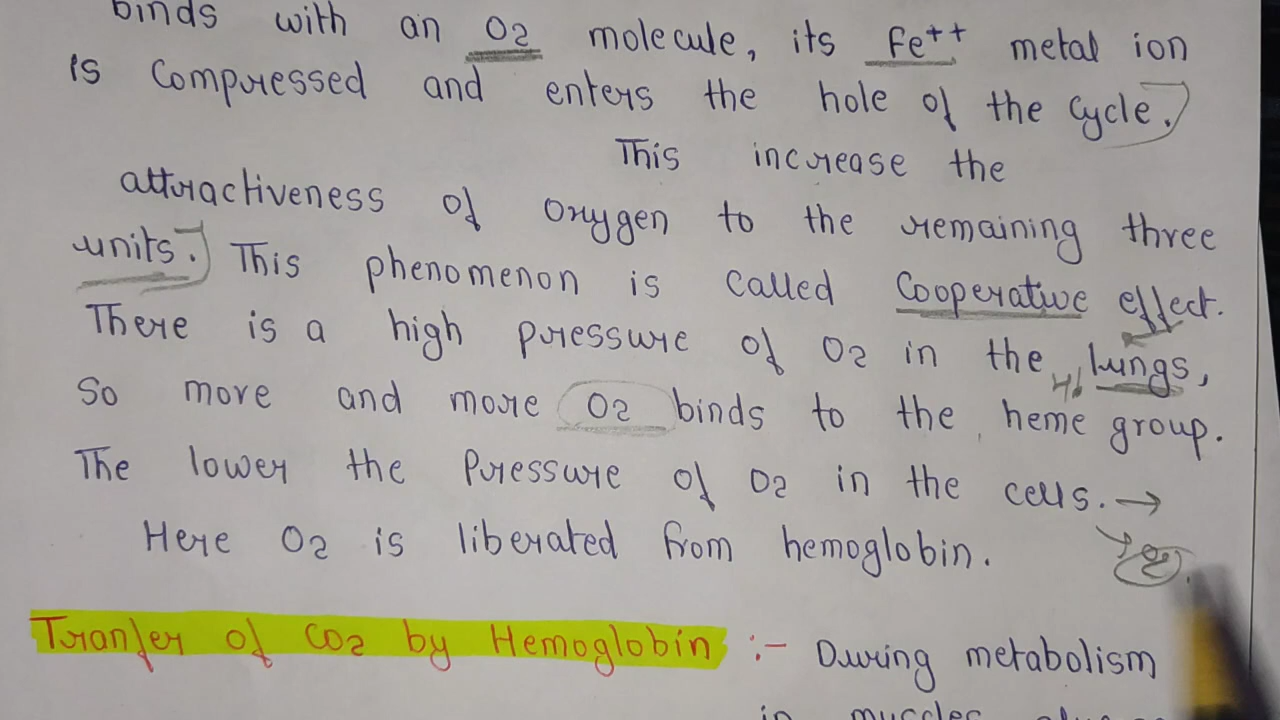 binds with an O2 molecule, its Fe++ metal ion
is compressed and enters the hole of the cycle.
This increase the
attractiveness of oxygen to the remaining three
units. This phenomenon is called Cooperative effect.
There is a high pressure of O2 in the lungs,
So more and more O2 binds to the heme group.
The lower the pressure of O2 in the cells. →
Here O2 is liberated from hemoglobin.
Tranfer of CO2 by Hemoglobin :- During metabolism
in muscles